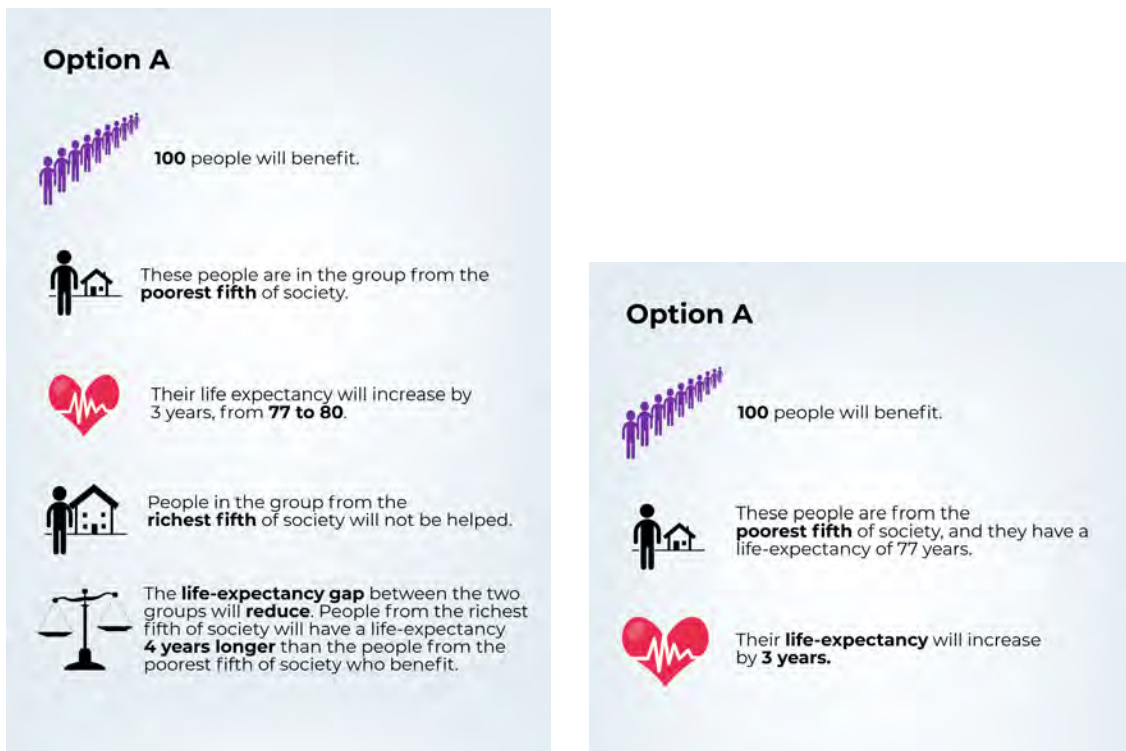 Option A
100 people will benefit.
These people are in the group from the
poorest fifth of society.
Their life expectancy will increase by
3 years, from 77 to 80.
People in the group from the
richest fifth of society will not be helped.
The life-expectancy gap between the two
groups will reduce. People from the richest
fifth of society will have a life-expectancy
4 years longer than the people from the
poorest fifth of society who benefit.
Option A
100 people will benefit.
These people are from the
poorest fifth of society, and they have a
life-expectancy of 77 years.
Their life-expectancy will increase
by 3 years.